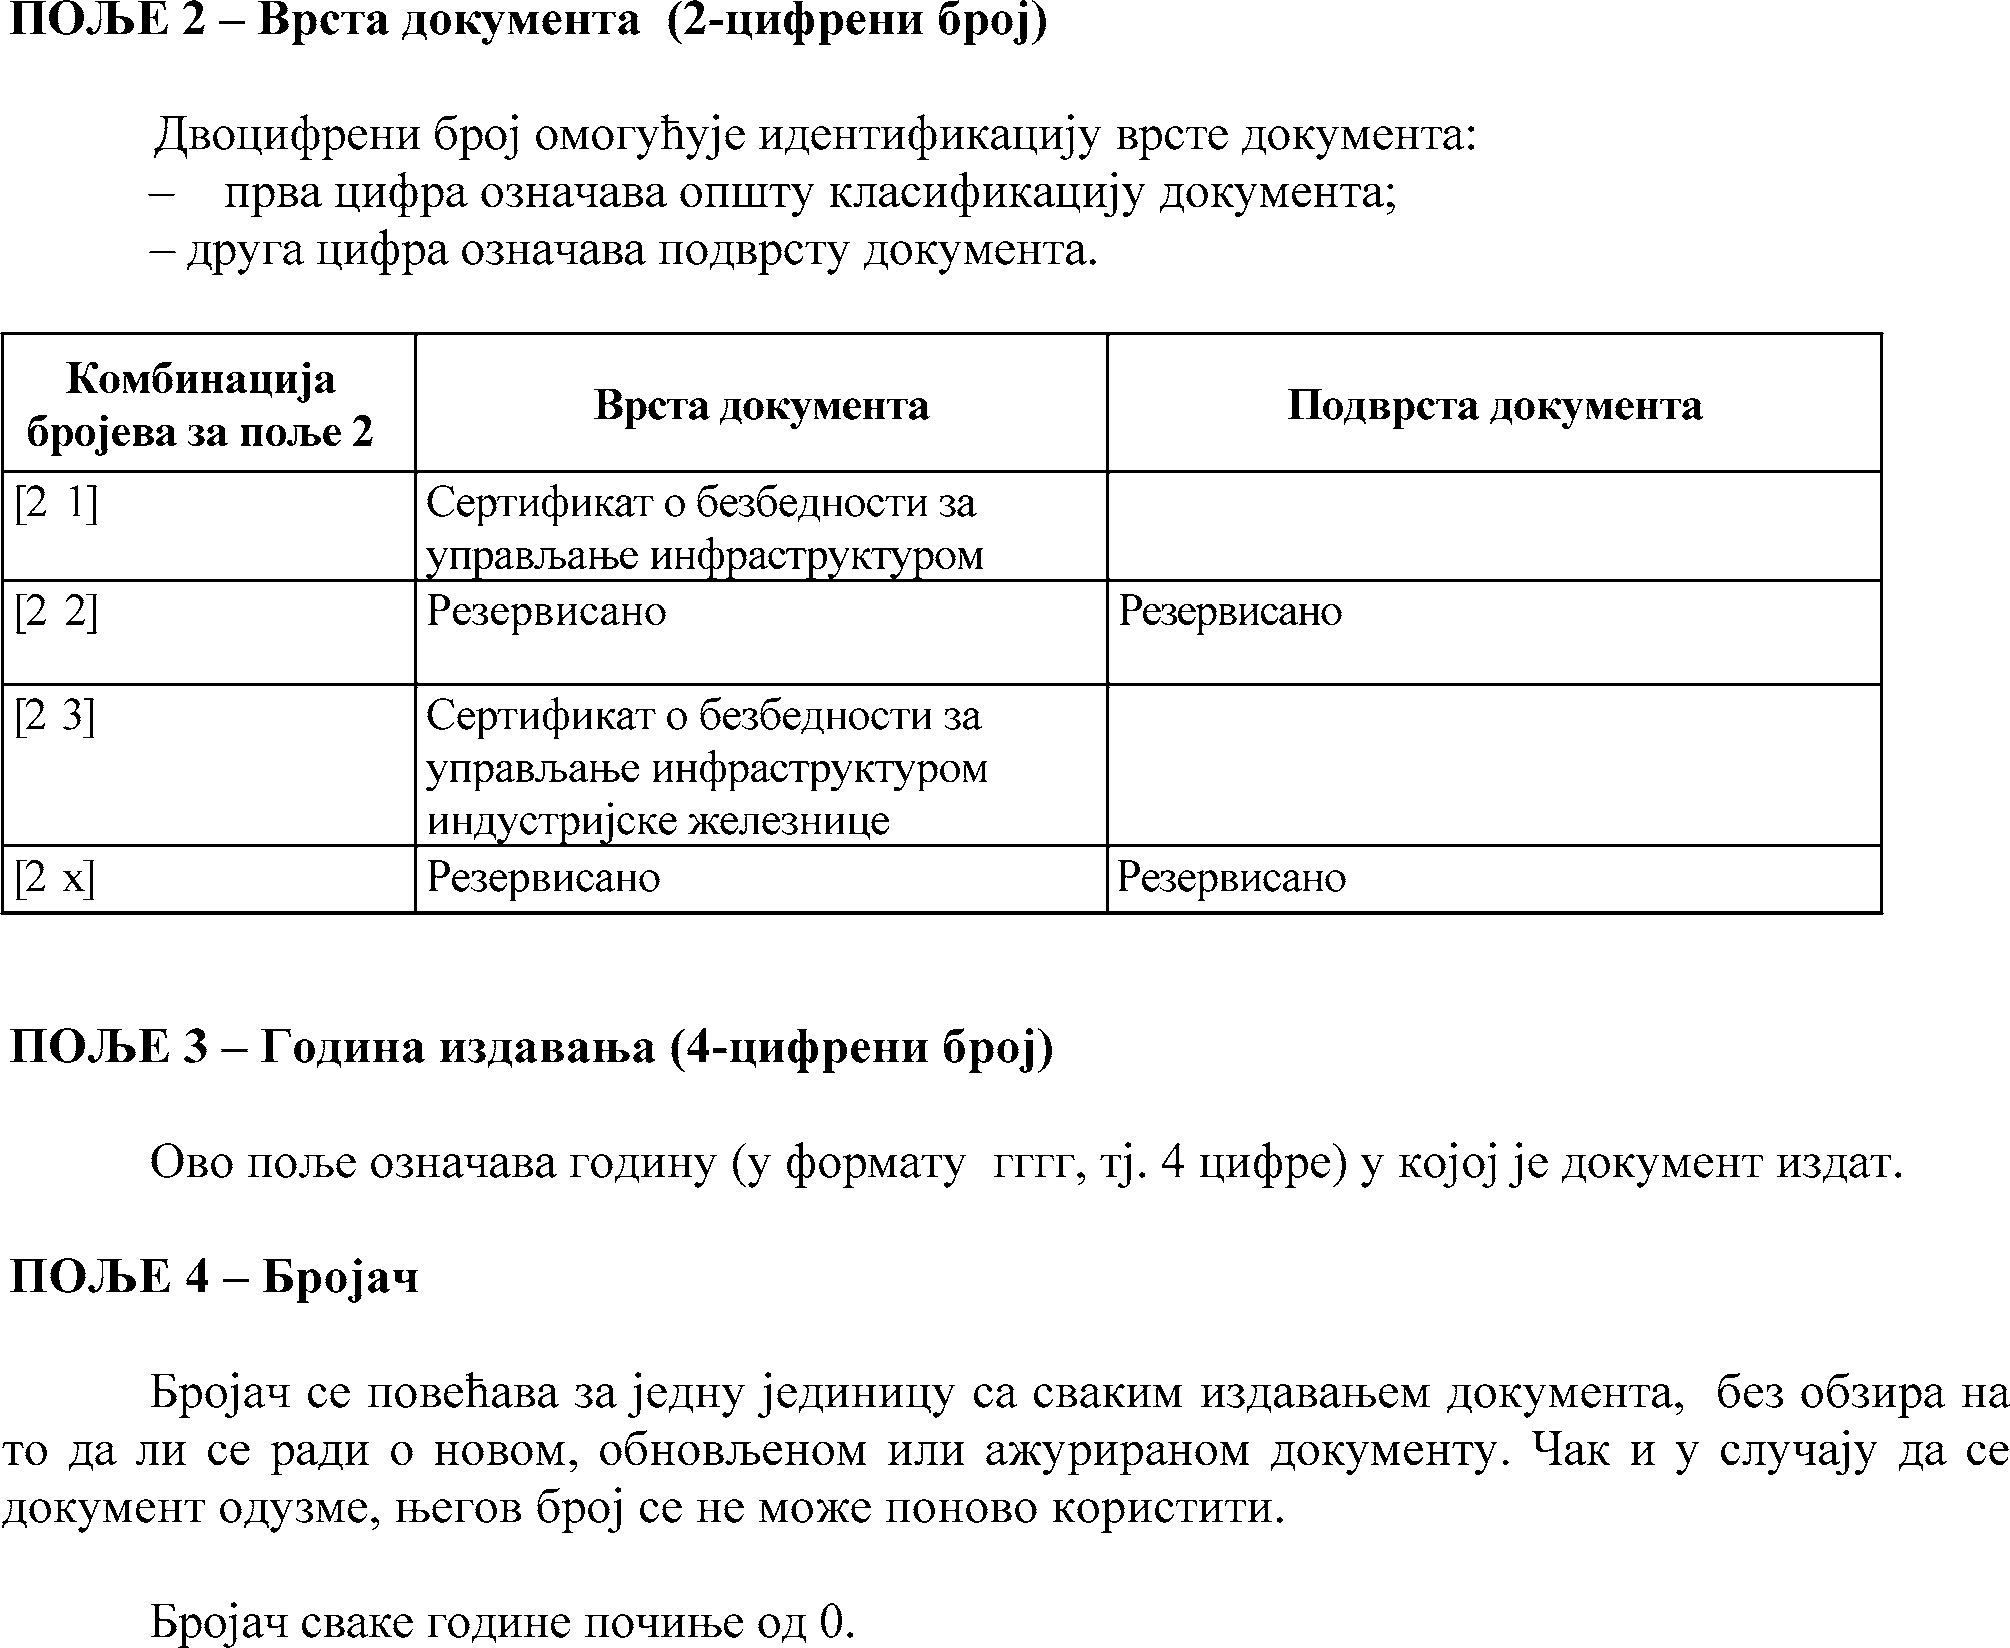 ПОЉЕ 2 – Врста документа (2-цифрени број)
Двоцифрени број омогућује идентификацију врсте документа:
– прва цифра означава општу класификацију документа;
– друга цифра означава подврсту документа.
Комбинација
бројева за поље 2
Врста документа
Подврста документа
[2 1]
Сертификат о безбедности за
управљање инфраструктуром
[2 2]
Резервисано
Резервисано
[2 3]
Сертификат о безбедности за
управљање инфраструктуром
индустријске железнице
[2 x]
Резервисано
Резервисано
ПОЉЕ 3 – Година издавања (4-цифрени број)
Ово поље означава годину (у формату гггг, тј. 4 цифре) у којој је документ издат.
ПОЉЕ 4 – Бројач
Бројач се повећава за једну јединицу са сваким издавањем документа, без обзира на
то да ли се ради о новом, обновљеном или ажурираном документу. Чак и у случају да се
документ одузме, његов број се не може поново користити.
Бројач сваке године почиње од 0.